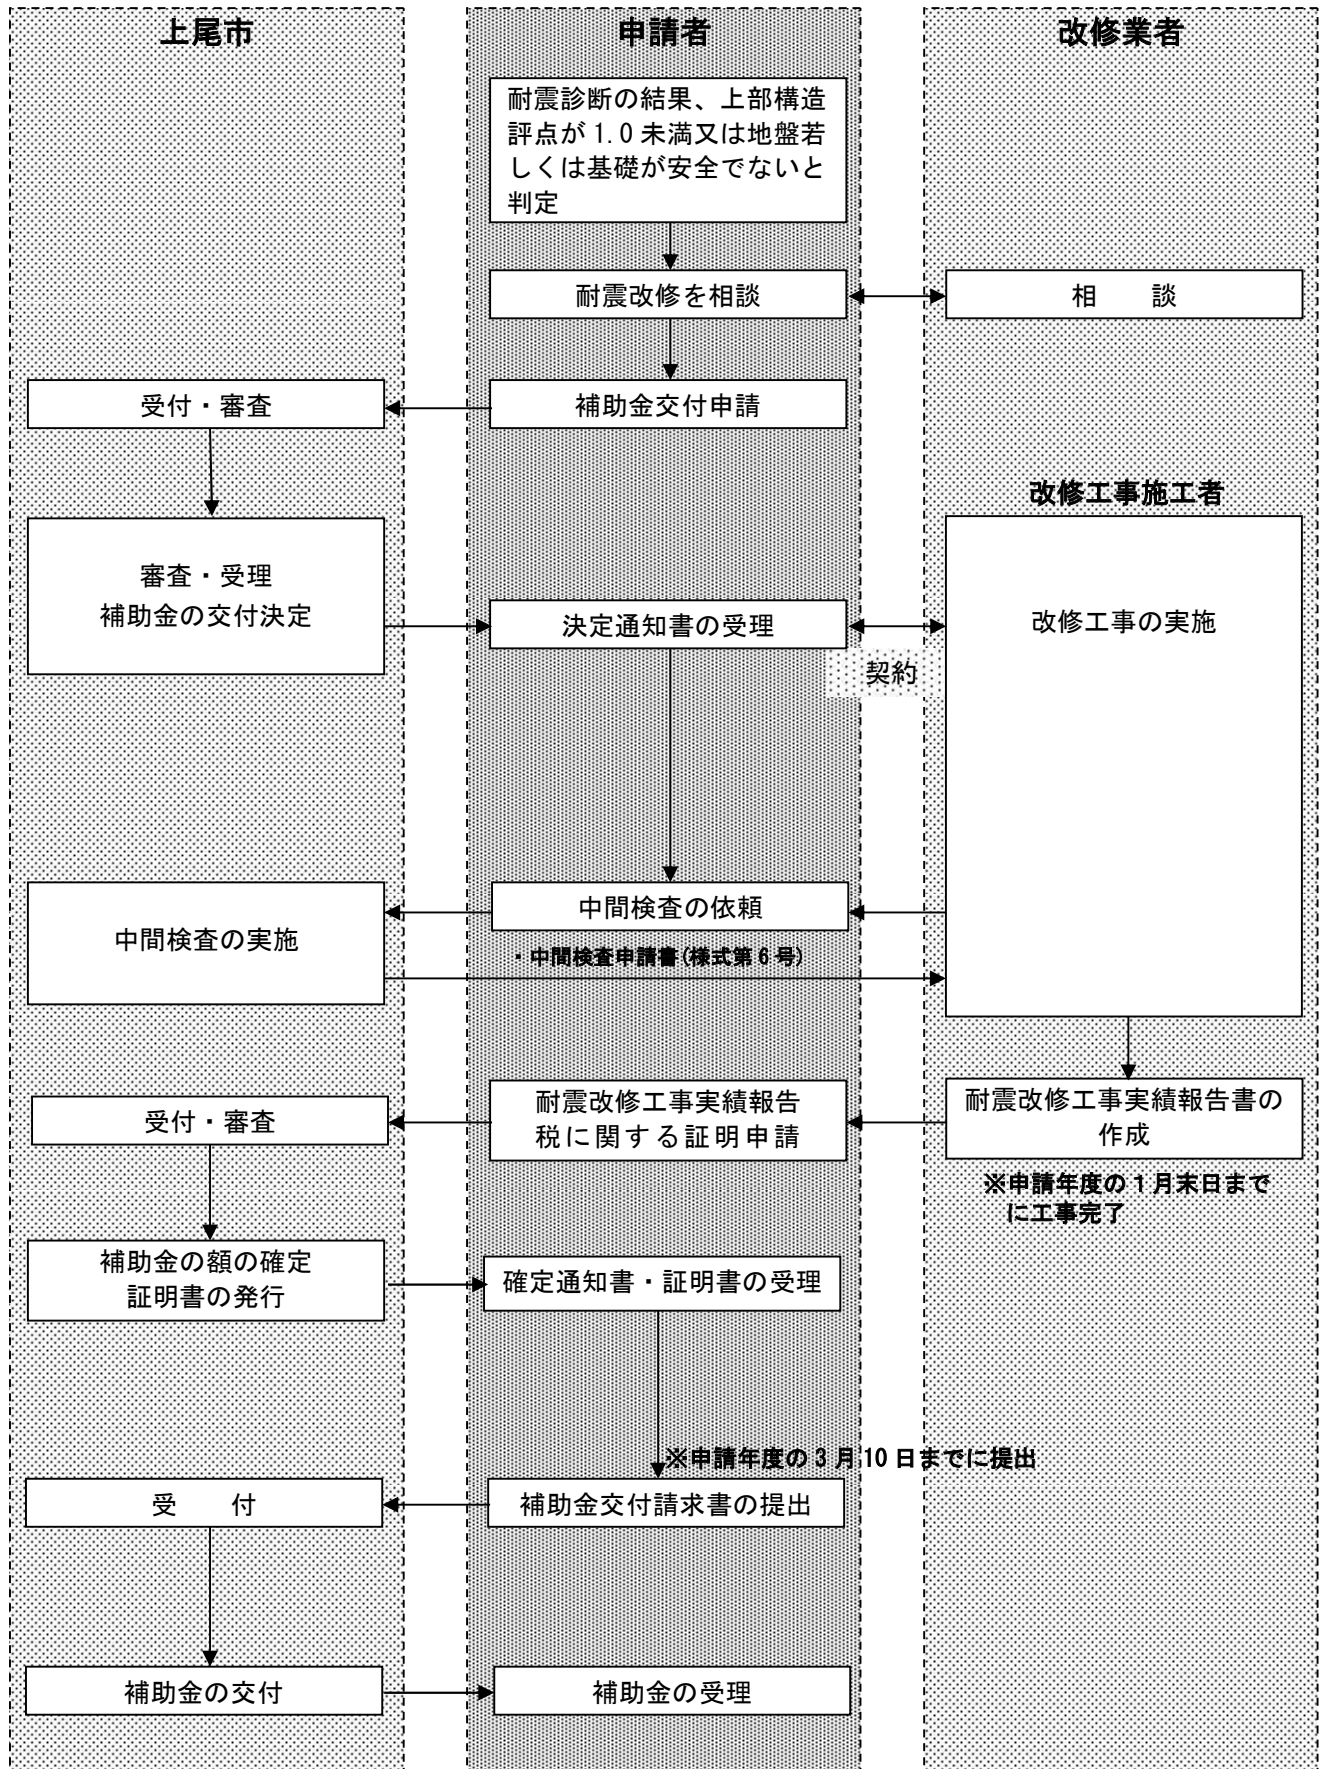 上尾市
申請者
改修業者
耐震診断の結果、上部構造
評点が 1.0 未満又は地盤若
しくは基礎が安全でないと
判定
耐震改修を相談
相　　談
受付・審査
補助金交付申請
改修工事施工者
審査・受理
補助金の交付決定
決定通知書の受理
改修工事の実施
契約
中間検査の依頼
中間検査の実施
・中間検査申請書(様式第 6 号)
耐震改修工事実績報告
税に関する証明申請
耐震改修工事実績報告書の
作成
受付・審査
※申請年度の 1 月末日まで
に工事完了
補助金の額の確定
証明書の発行
確定通知書・証明書の受理
※申請年度の 3 月 10 日までに提出
受　　付
補助金交付請求書の提出
補助金の交付
補助金の受理